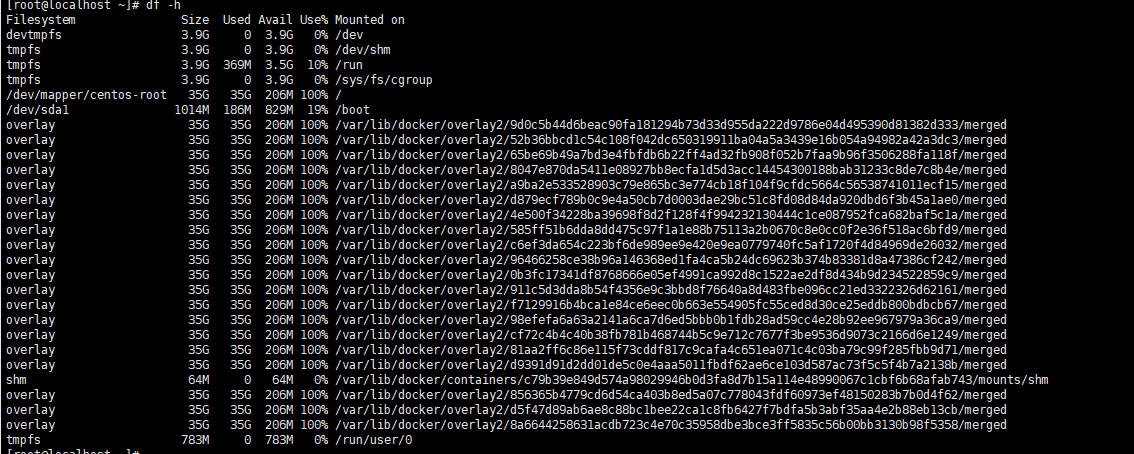 [root@localhost ~]# df -h
Filesystem Size Used Avail Use% Mounted on
devtmpfs 3.9G 0 3.9G 0% /dev
tmpfs 3.9G 0 3.9G 0% /dev/shm
tmpfs 3.9G 369M 3.5G 10% /run
tmpfs 3.9G 0 3.9G 0% /sys/fs/cgroup
/dev/mapper/centos-root 35G 35G 206M 100% /
/dev/sda1 1014M 186M 829M 19% /boot
overlay 35G 35G 206M 100% /var/lib/docker/overlay2/9d0c5b44d6beac90fa181294b73d33d955da222d9786e04d495390d81382d333/merged
overlay 35G 35G 206M 100% /var/lib/docker/overlay2/52b36bbcd1c54c108f042dc650319911ba04a5a3439e16b054a94982a42a3dc3/merged
overlay 35G 35G 206M 100% /var/lib/docker/overlay2/65be69b49a7bd3e4fbfdb6b22ff4ad32fb908f052b7faa9b96f3506288fa118f/merged
overlay 35G 35G 206M 100% /var/lib/docker/overlay2/8047e870da5411e08927bb8ecfa1d5d3acc14454300188bab31233c8de7c8b4e/merged
overlay 35G 35G 206M 100% /var/lib/docker/overlay2/a9ba2e533528903c79e865bc3e774cb18f104f9cfdc5664c56538741011ecf15/merged
overlay 35G 35G 206M 100% /var/lib/docker/overlay2/d879ecf789b0c9e4a50cb7d0003dae29bc51c8fd08d84da920dbd6f3b45a1ae0/merged
overlay 35G 35G 206M 100% /var/lib/docker/overlay2/4e500f34228ba39698f8d2f128f4f994232130444c1ce087952fca682baf5c1a/merged
overlay 35G 35G 206M 100% /var/lib/docker/overlay2/585ff51b6dda8dd475c97f1a1e88b75113a2b0670c8e0cc0f2e36f518ac6bfd9/merged
overlay 35G 35G 206M 100% /var/lib/docker/overlay2/c6ef3da654c223bf6de989ee9e420e9ea0779740fc5af1720f4d84969de26032/merged
overlay 35G 35G 206M 100% /var/lib/docker/overlay2/96466258ce38b96a146368ed1fa4ca5b24dc69623b374b83381d8a47386cf242/merged
overlay 35G 35G 206M 100% /var/lib/docker/overlay2/0b3fc17341df8768666e05ef4991ca992d8c1522ae2df8d434b9d234522859c9/merged
overlay 35G 35G 206M 100% /var/lib/docker/overlay2/911c5d3dda8b54f4356e9c3bbd8f76640a8d483fbe096cc21ed3322326d62161/merged
overlay 35G 35G 206M 100% /var/lib/docker/overlay2/f7129916b4bca1e84ce6eec0b663e554905fc55ced8d30ce25eddb800bdbcb67/merged
overlay 35G 35G 206M 100% /var/lib/docker/overlay2/98efefa6a63a2141a6ca7d6ed5bbb0b1fdb28ad59cc4e28b92ee967979a36ca9/merged
overlay 35G 35G 206M 100% /var/lib/docker/overlay2/cf72c4b4c40b38fb781b468744b5c9e712c7677f3be9536d9073c2166d6e1249/merged
overlay 35G 35G 206M 100% /var/lib/docker/overlay2/81aa2ff6c86e115f73cddf817c9cafa4c651ea071c4c03ba79c99f285fbb9d71/merged
overlay 35G 35G 206M 100% /var/lib/docker/overlay2/d9391d91d2dd01de5c0e4aaa5011fbdf62ae6ce103d587ac73f5c5f4b7a2138b/merged
shm 64M 0 64M 0% /var/lib/docker/containers/c79b39e849d574a98029946b0d3fa8d7b15a114e48990067c1cbf6b68afab743/mounts/shm
overlay 35G 35G 206M 100% /var/lib/docker/overlay2/856365b4779cd6d54ca403b8ed5a07c778043fdf60973ef48150283b7b0d4f62/merged
overlay 35G 35G 206M 100% /var/lib/docker/overlay2/d5f47d89ab6ae8c88bc1bee22ca1c8fb6427f7bdfa5b3abf35aa4e2b88eb13cb/merged
overlay 35G 35G 206M 100% /var/lib/docker/overlay2/8a6644258631acdb723c4e70c35958dbe3bce3ff5835c56b00bb3130b98f5358/merged
tmpfs 783M 0 783M 0% /run/user/0
[root@localhost ~]#